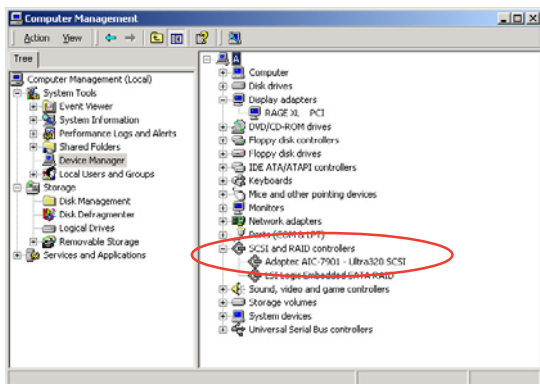 Computer Management
Action View
Tree
Computer Management (Local)
System Tools
Event Viewer
System Information
Performance Logs and Alerts
Shared Folders
Device Manager
Local Users and Groups
Storage
Disk Management
Disk Defragmenter
Logical Drives
Removable Storage
Services and Applications
A
Computer
Disk drives
Display adapters
RAGE XL PCI
DVD/CD-ROM drives
Floppy disk controllers
Floppy disk drives
IDE ATA/ATAPI controllers
Keyboards
Mice and other pointing devices
Monitors
Network adapters
Ports (COM & LPT)
SCSI and RAID controllers
Adaptec AIC-7901 - Ultra320 SCSI
LSI Logic Embedded SATA RAID
Sound, video and game controllers
Storage volumes
System devices
Universal Serial Bus controllers